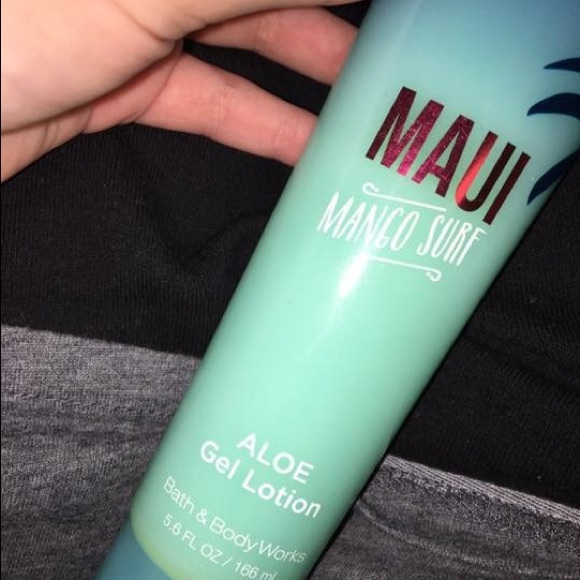 MAUI
MANGO SURF
ALOE
Gel Lotion
Bath & Body Works
5.6 FL OZ / 166 ml